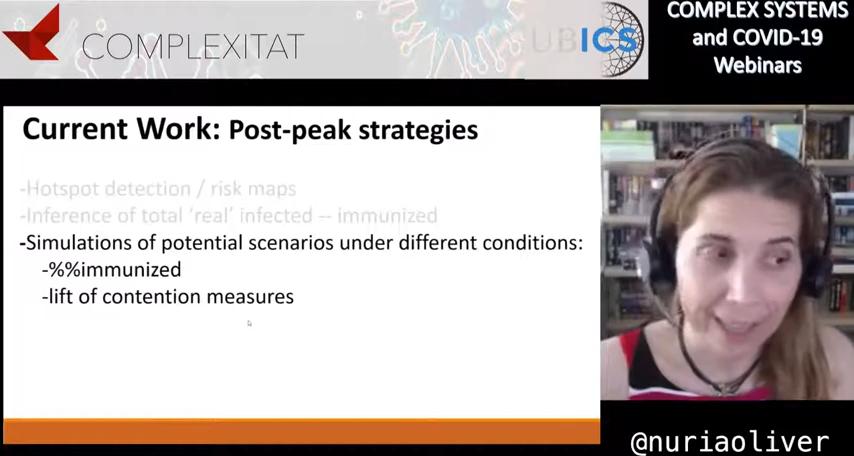 COMPLEXITAT
UBICS
COMPLEX SYSTEMS
and COVID-19
Webinars
Current Work: Post-peak strategies
-Hotspot detection / risk maps
-Inference of total ‘real’ infected -- immunized
-Simulations of potential scenarios under different conditions:
-%%immunized
-lift of contention measures
@nuriaoliver